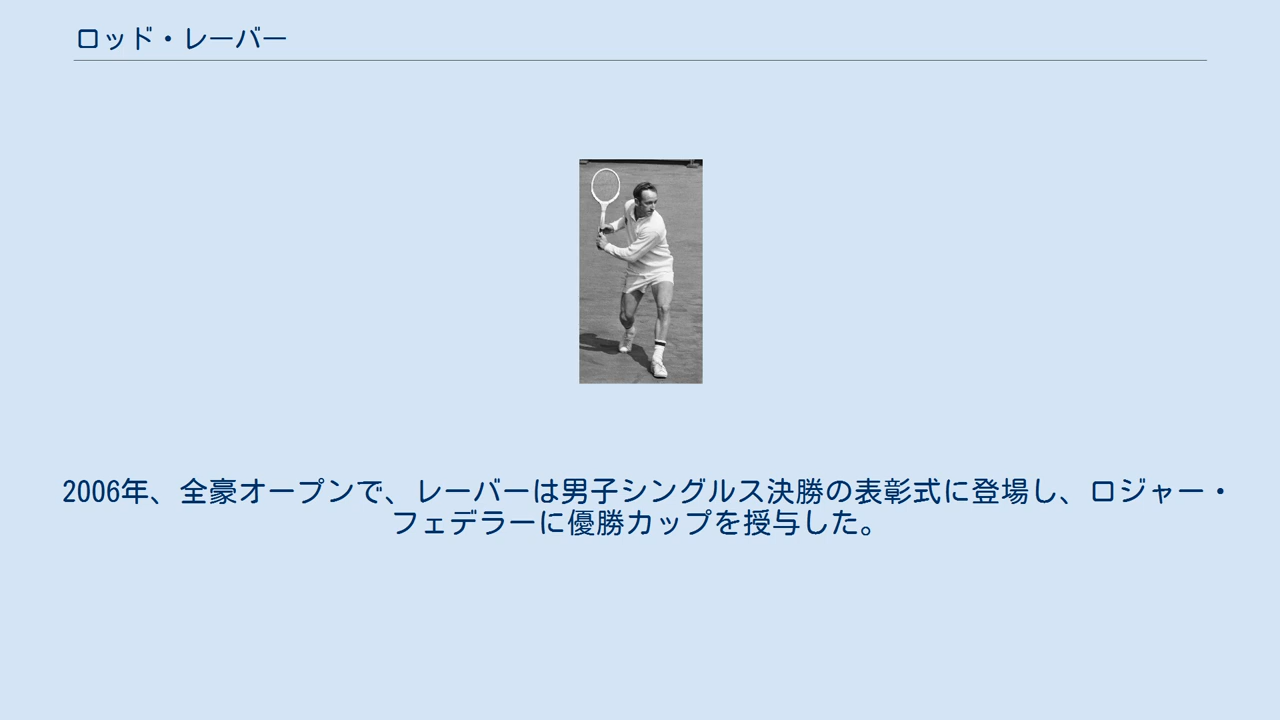 ロッド・レーバー
2006年、全豪オープンで、レーバーは男子シングルス決勝の表彰式に登場し、ロジャー・
フェデラーに優勝カップを授与した。